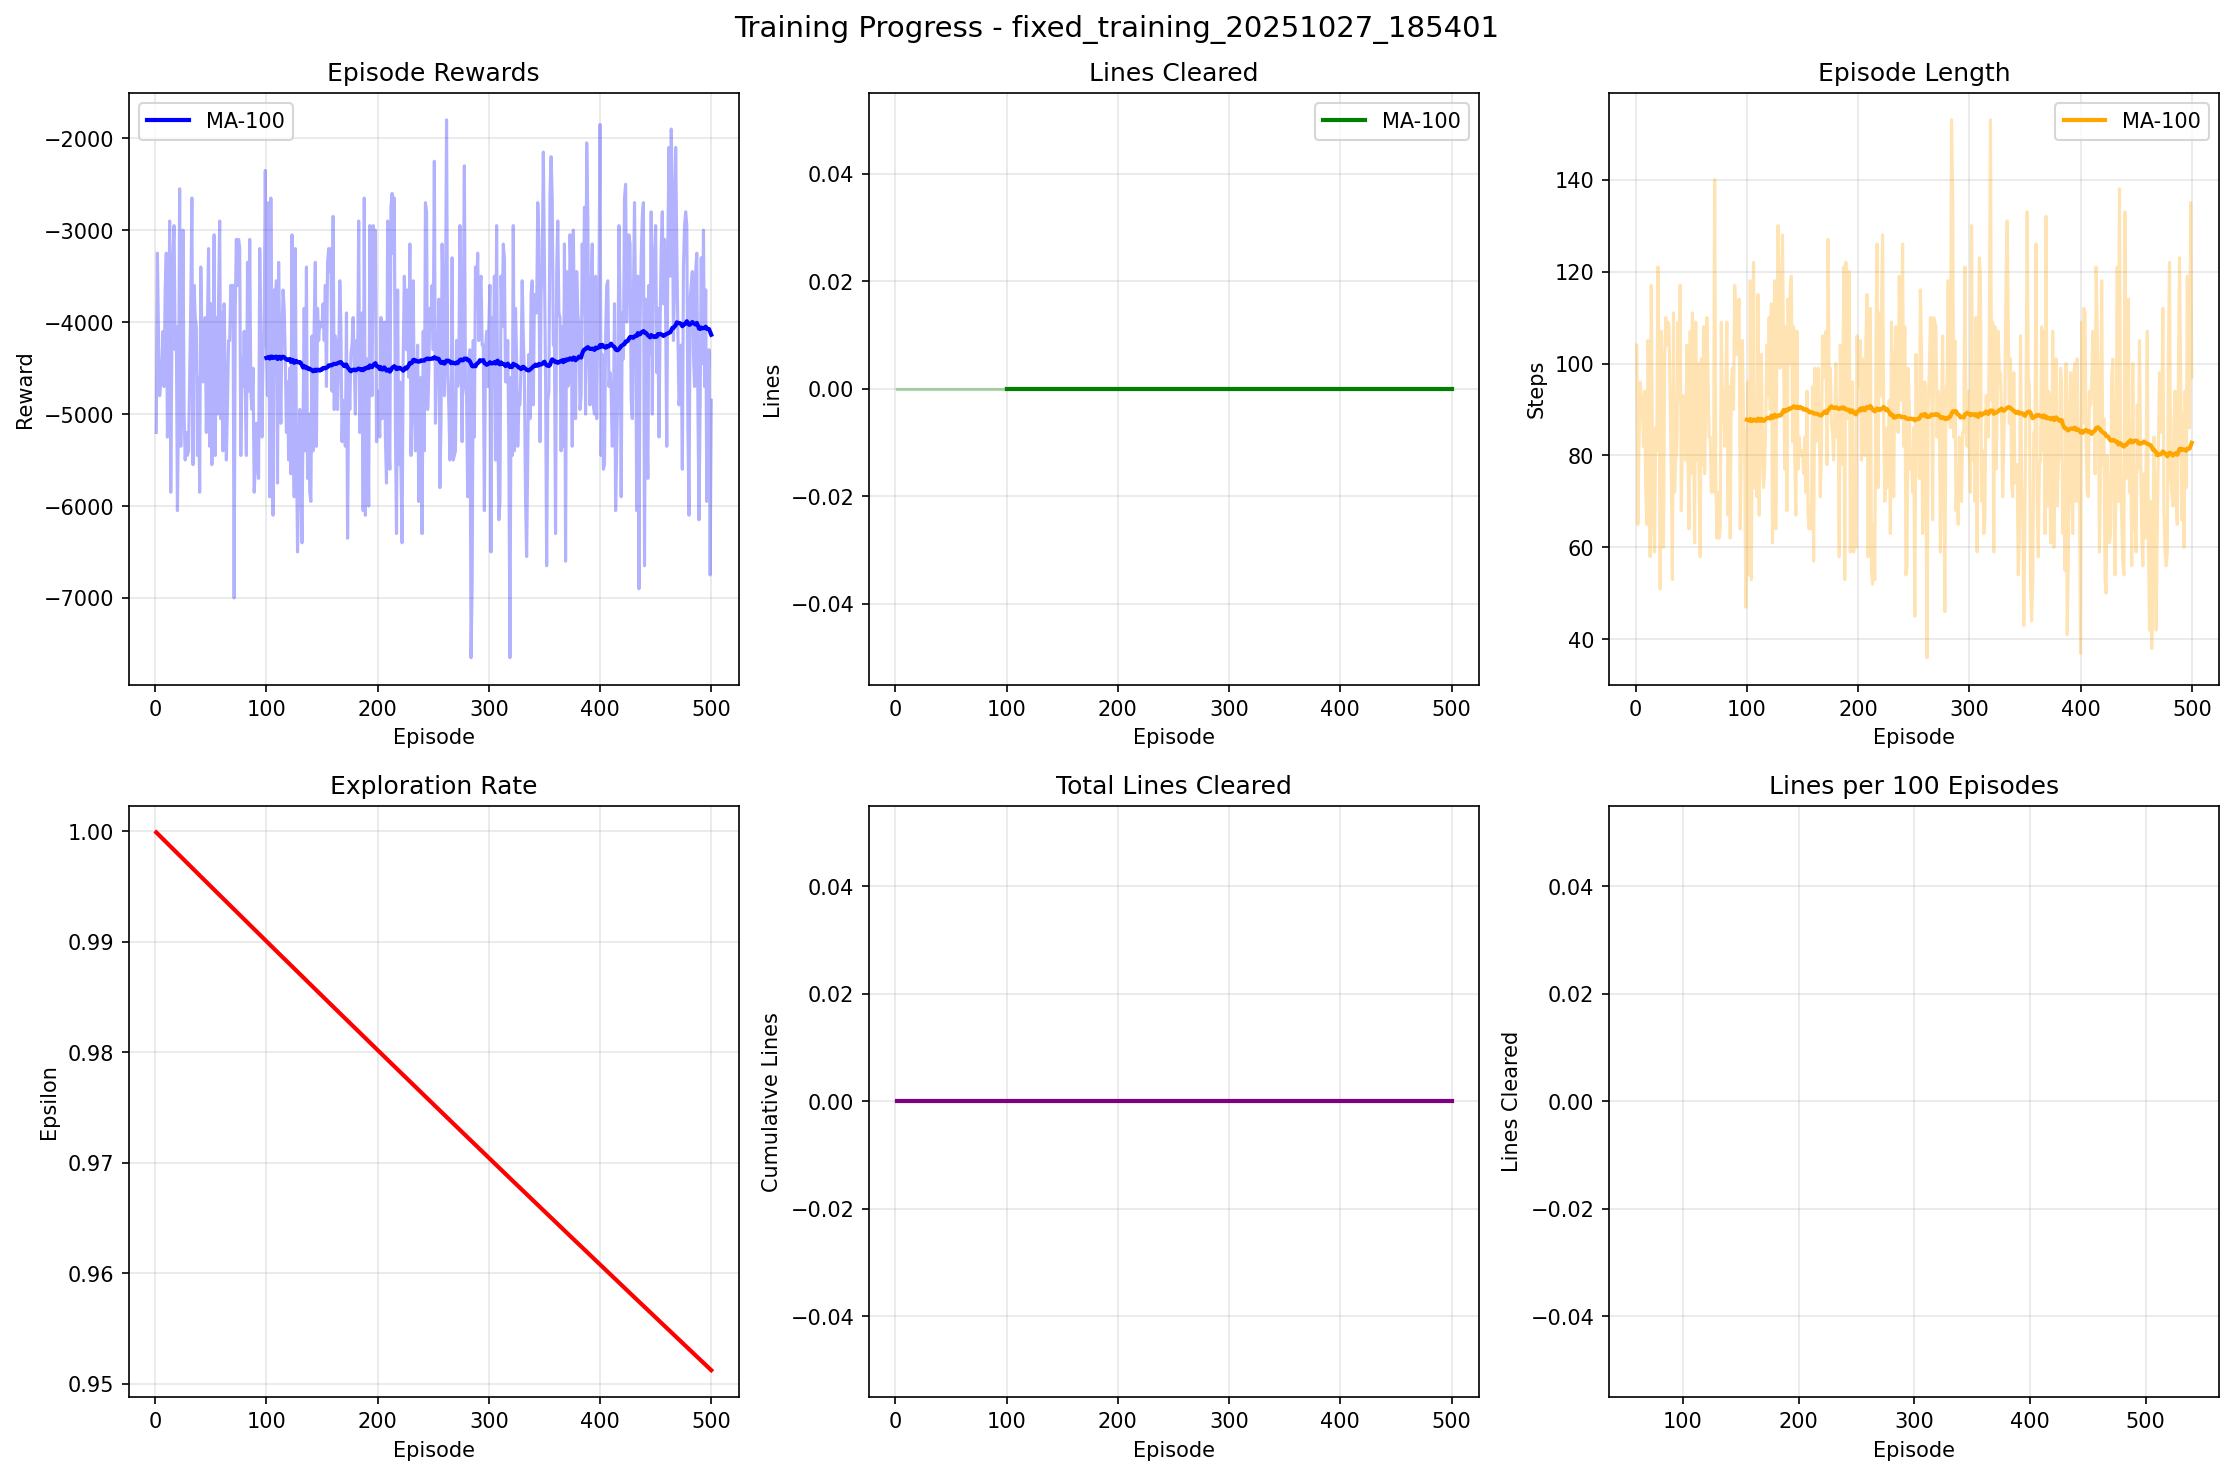 Training Progress - fixed_training_20251027_185401
Episode Rewards
MA-100
−2000
−3000
−4000
−5000
−6000
−7000
Reward
0 100 200 300 400 500
Episode
Lines Cleared
MA-100
0.04
0.02
0.00
−0.02
−0.04
Lines
0 100 200 300 400 500
Episode
Episode Length
MA-100
140
120
100
80
60
40
Steps
0 100 200 300 400 500
Episode
Exploration Rate
1.00
0.99
0.98
0.97
0.96
0.95
Epsilon
0 100 200 300 400 500
Episode
Total Lines Cleared
0.04
0.02
0.00
−0.02
−0.04
Cumulative Lines
0 100 200 300 400 500
Episode
Lines per 100 Episodes
0.04
0.02
0.00
−0.02
−0.04
Lines Cleared
100 200 300 400 500
Episode